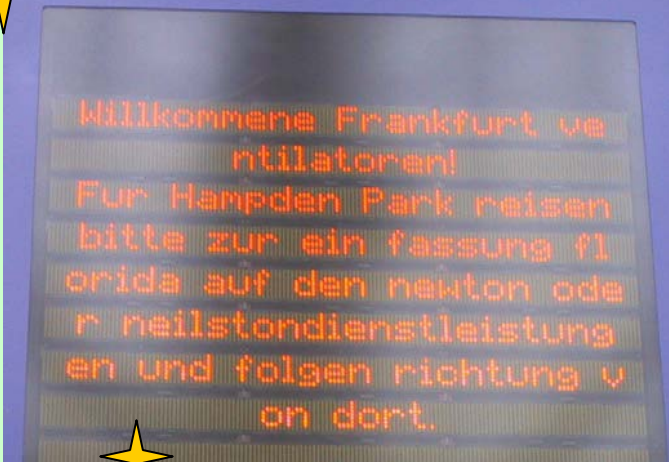 Willkommene Frankfurt ve
ntilatoren!
Fur Hampden Park reisen
bitte zur ein fassung fl
orida auf den newton ode
r neilstondienstleistung
en und folgen richtung v
on dort.